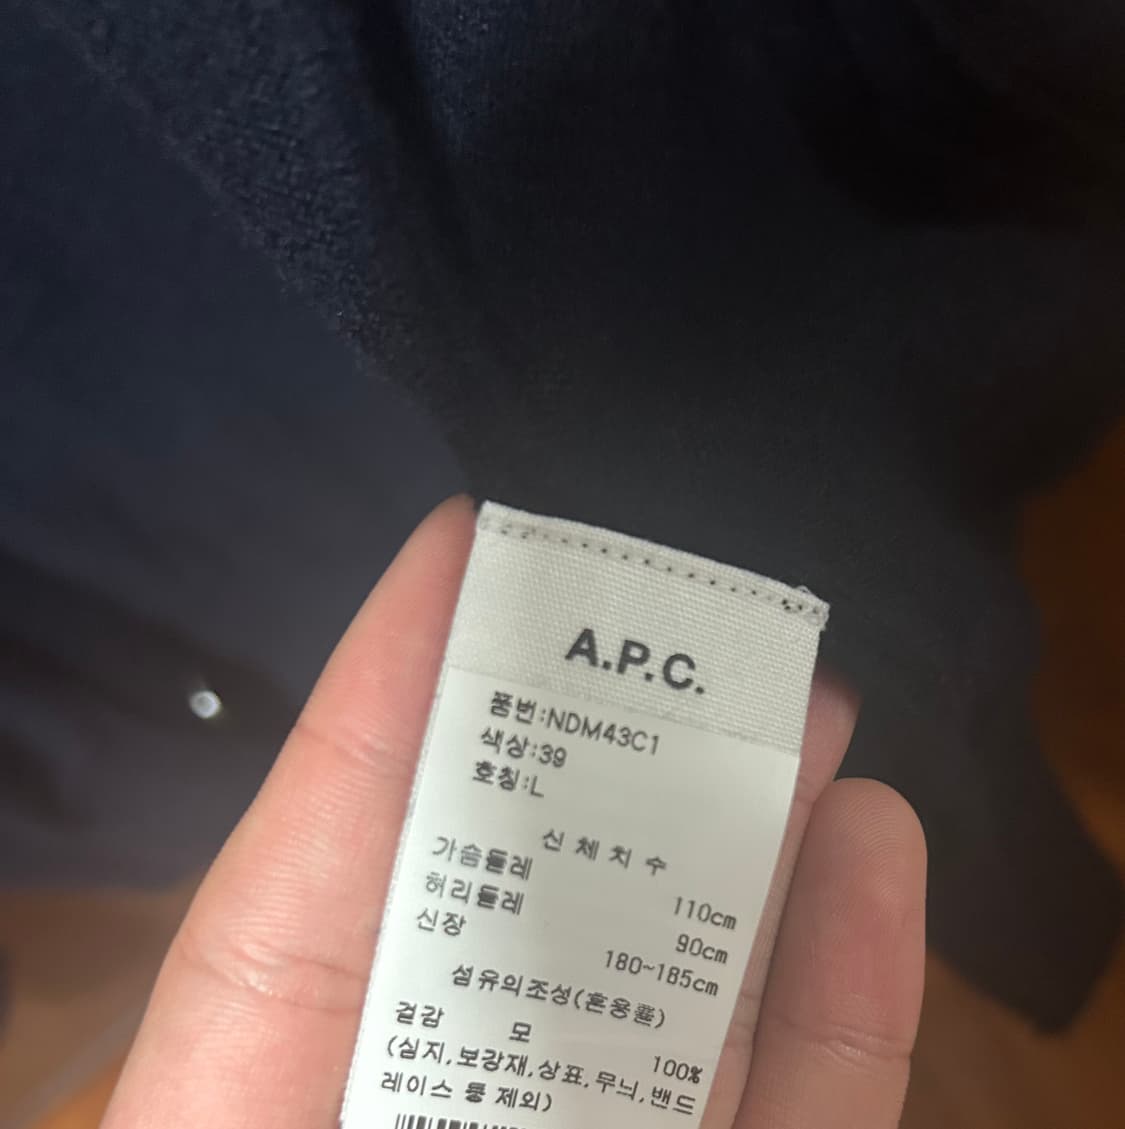 A.P.C.
품번:NDM43C1
색상:39
호칭:L
신 체 치 수
가슴둘레 110cm
허리둘레 90cm
신장 180~185cm
섬유의조성(혼용률)
겉감 모 100%
(심지,보강재,상표,무늬,밴드
레이스 등 제외)